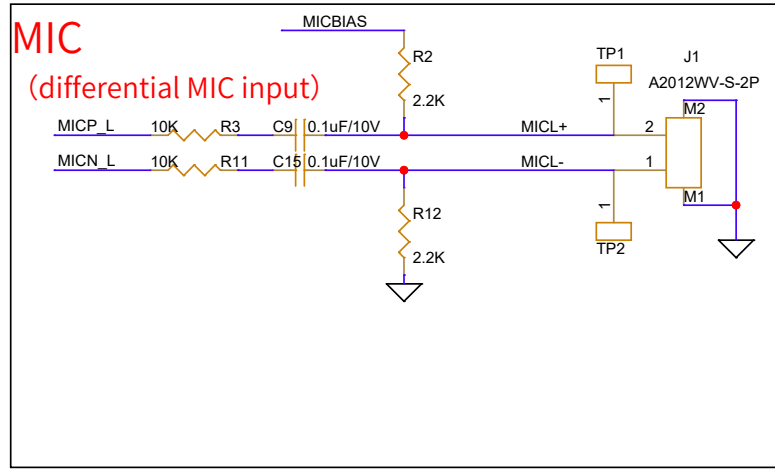 MIC
（differential MIC input）
MICBIAS
R2
2.2K
TP1
1
J1
A2012WV-S-2P
M2
MICP_L
10K
R3
C9
0.1uF/10V
MICL+
2
MICN_L
10K
R11
C15
0.1uF/10V
MICL-
1
M1
R12
2.2K
1
TP2